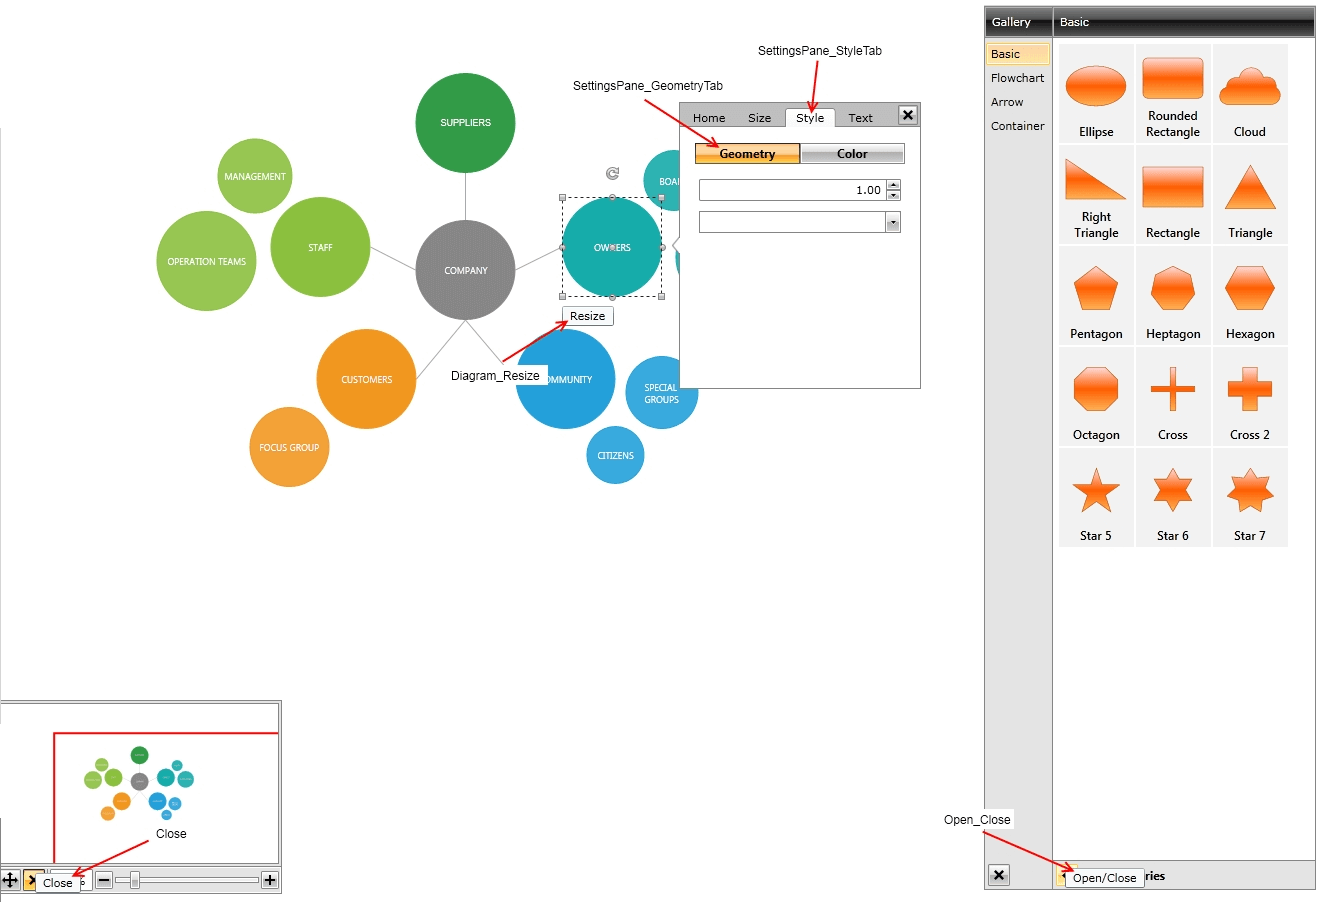 SettingsPane_StyleTab
SettingsPane_GeometryTab
Home Size Style Text
Geometry Color
1.00
SUPPLIERS
MANAGEMENT
OPERATION TEAMS
STAFF
COMPANY
OWNERS
Resize
Diagram_Resize
CUSTOMERS
FOCUS GROUP
SPECIAL
GROUPS
CITIZENS
Close
Close
Gallery Basic
Basic
Flowchart
Arrow
Container
Ellipse
Rounded
Rectangle
Cloud
Right
Triangle
Rectangle
Triangle
Pentagon
Heptagon
Hexagon
Octagon
Cross
Cross 2
Star 5
Star 6
Star 7
Open_Close
Open/Close